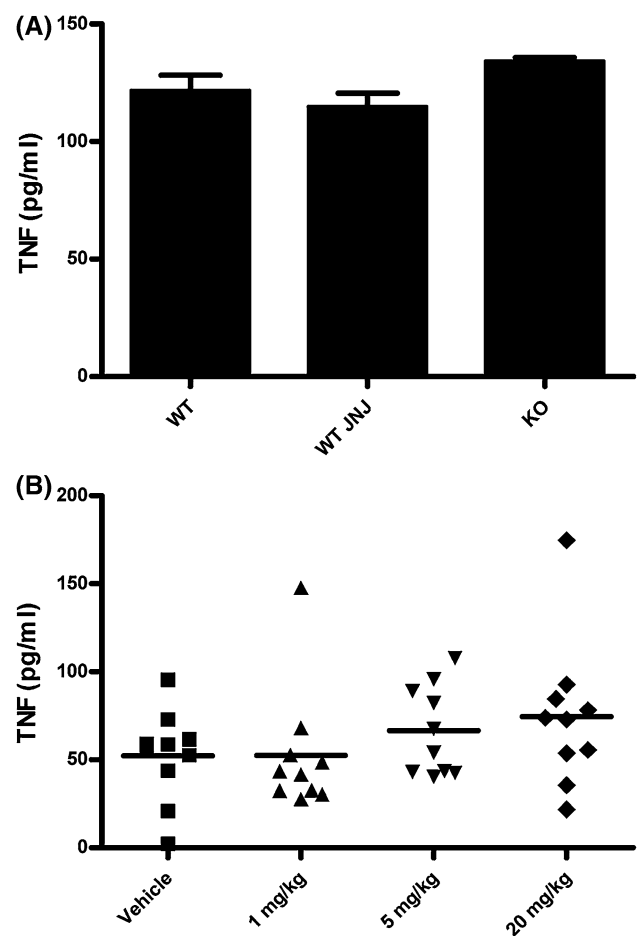 (A)
150
100
50
0
TNF (pg/ml)
WT
WT JNJ
KO
(B)
200
150
100
50
0
TNF (pg/ml)
Vehicle
1 mg/kg
5 mg/kg
20 mg/kg